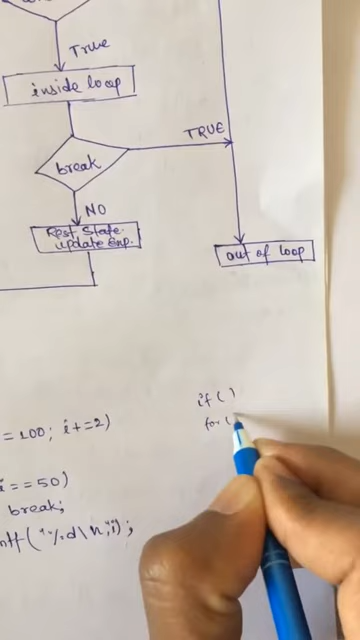 True
inside loop
TRUE
break
NO
Rest State.
update Exp.
out of loop
if ( )
for (
= 100; i+=2)
i == 50)
break;
ntf("%d\n",i);